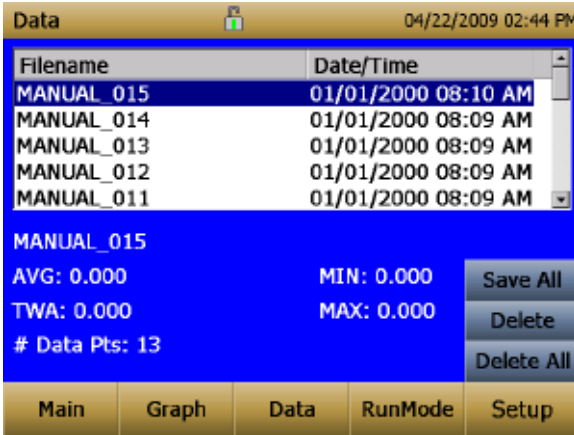 Data 04/22/2009 02:44 PM
Filename Date/Time
MANUAL_015 01/01/2000 08:10 AM
MANUAL_014 01/01/2000 08:09 AM
MANUAL_013 01/01/2000 08:09 AM
MANUAL_012 01/01/2000 08:09 AM
MANUAL_011 01/01/2000 08:09 AM
MANUAL_015
AVG: 0.000 MIN: 0.000 Save All
TWA: 0.000 MAX: 0.000 Delete
# Data Pts: 13 Delete All
Main Graph Data RunMode Setup